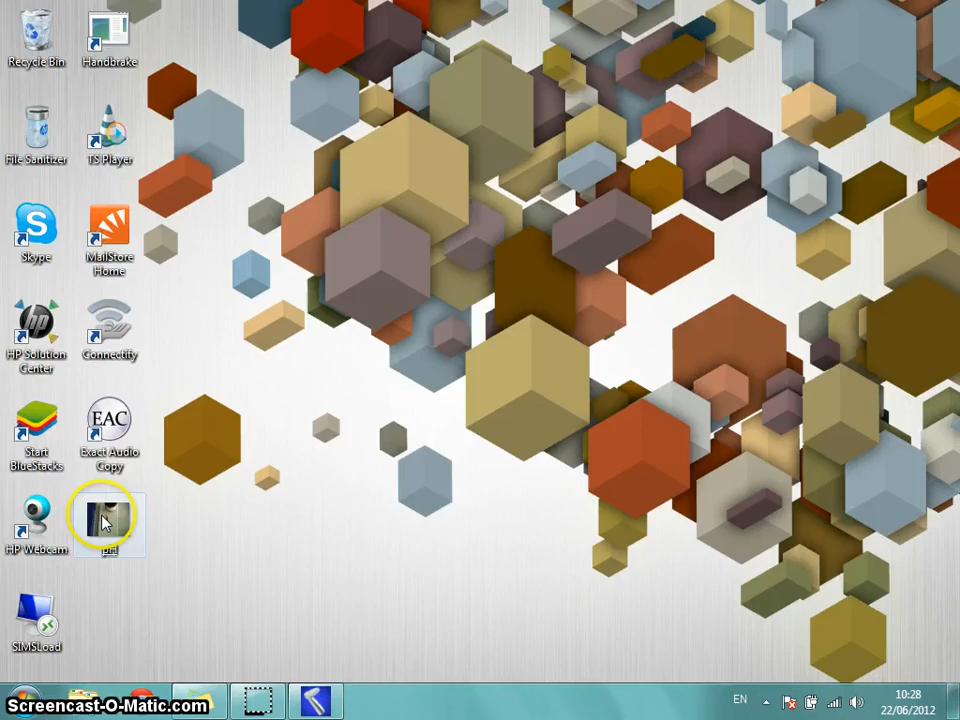 Recycle Bin
Handbrake
File Sanitizer
TS Player
S
Skype
MailStore
Home
hp
HP Solution
Center
Connectify
EAC
Start
BlueStacks
Exact Audio
Copy
HP Webcam
SIMSLoad
EN
10:28
22/06/2012
Screencast-O-Matic.com